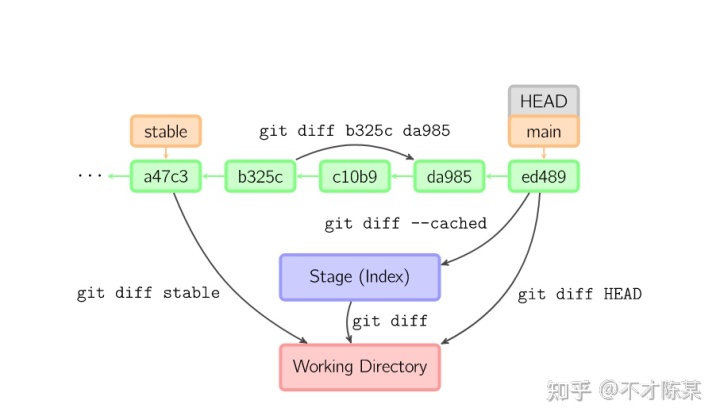 HEAD
stable
git diff b325c da985
main
...
a47c3
b325c
c10b9
da985
ed489
git diff --cached
Stage (Index)
git diff stable
git diff HEAD
git diff
Working Directory
知乎 @不才陈某